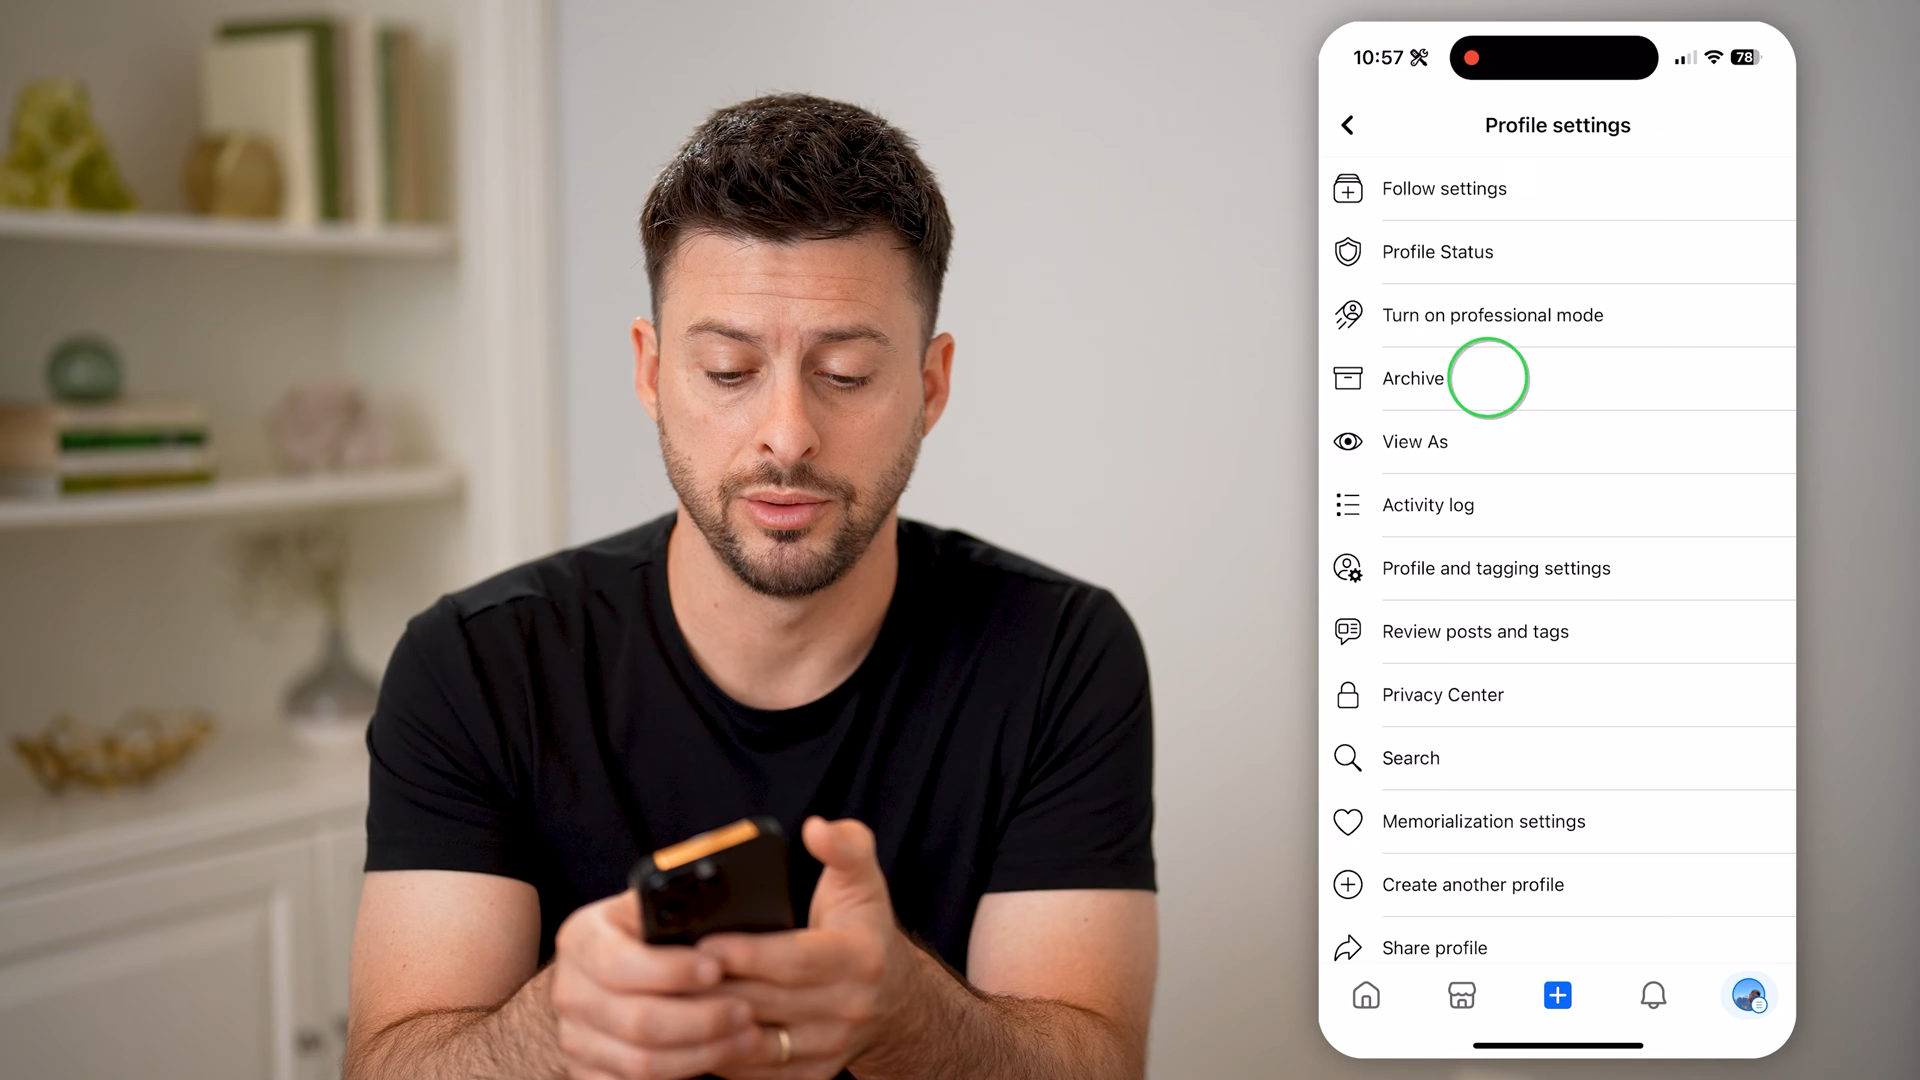 10:57
78
Profile settings
Follow settings
Profile Status
Turn on professional mode
Archive
View As
Activity log
Profile and tagging settings
Review posts and tags
Privacy Center
Search
Memorialization settings
Create another profile
Share profile